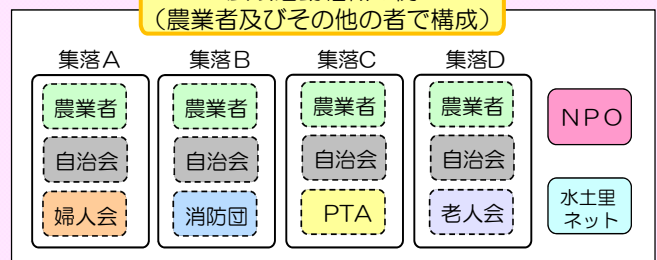 （農業者及びその他の者で構成）
集落A 集落B 集落C 集落D
農業者 農業者 農業者 農業者
NPO
自治会 自治会 自治会 自治会
婦人会 消防団 PTA 老人会
水土里
ネット